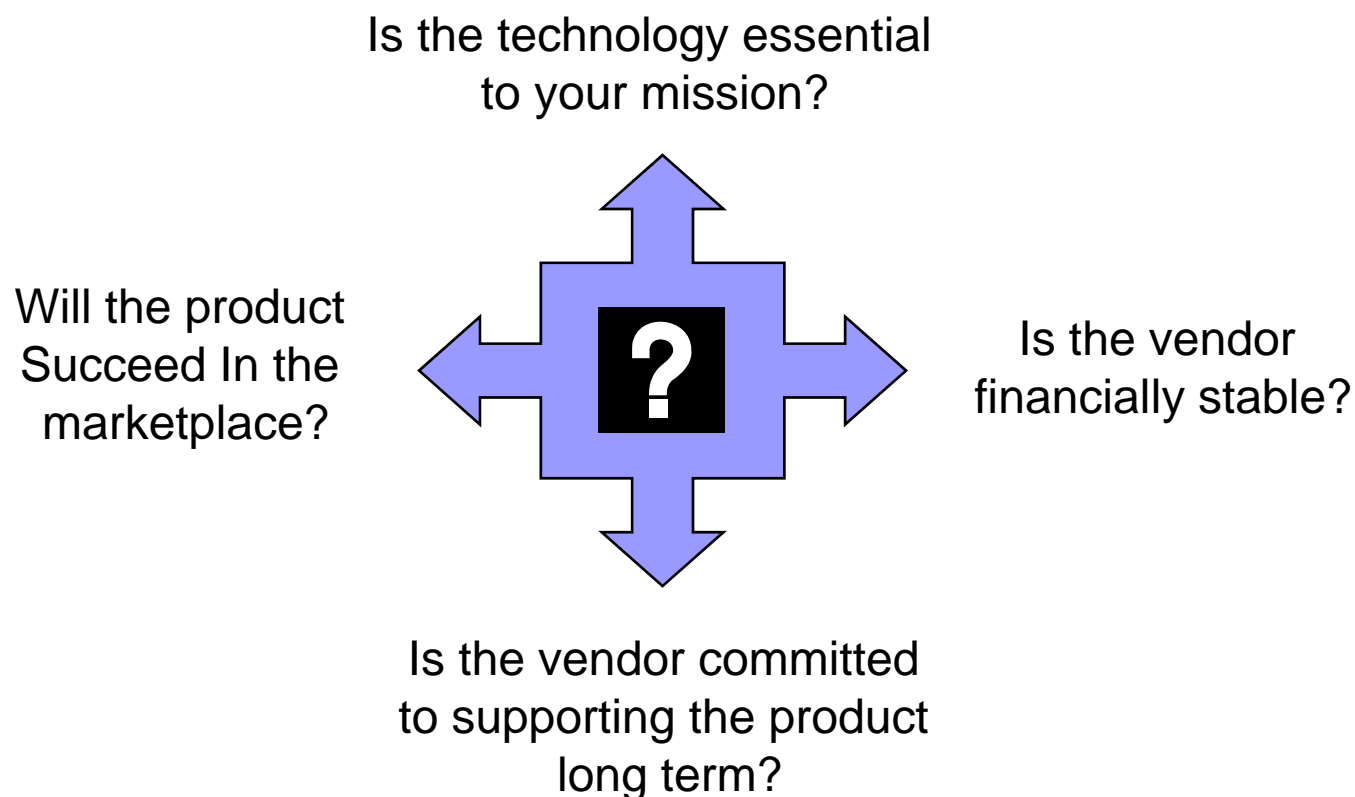 Is the technology essential
to your mission?
Will the product
Succeed In the
marketplace?
?
Is the vendor
financially stable?
Is the vendor committed
to supporting the product
long term?